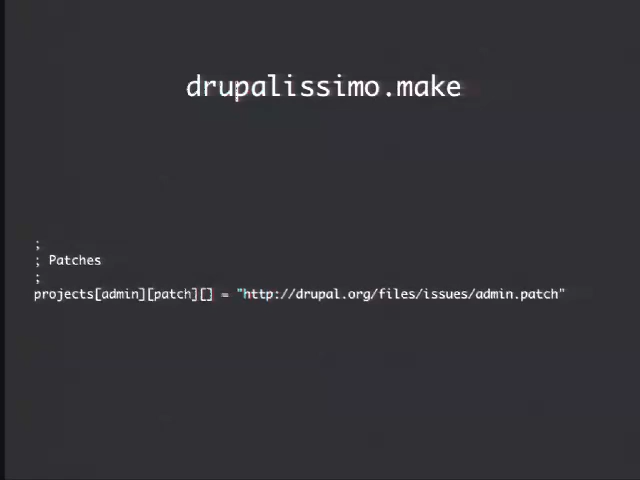 drupalissimo.make
;
; Patches
;
projects[admin][patch][] = "http://drupal.org/files/issues/admin.patch"